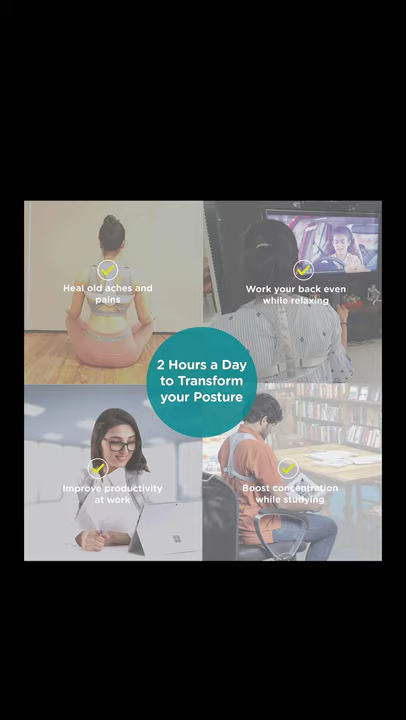 Heal old aches and
pains
Work your back even
while relaxing
2 Hours a Day
to Transform
your Posture
Improve productivity
at work
Boost concentration
while studying